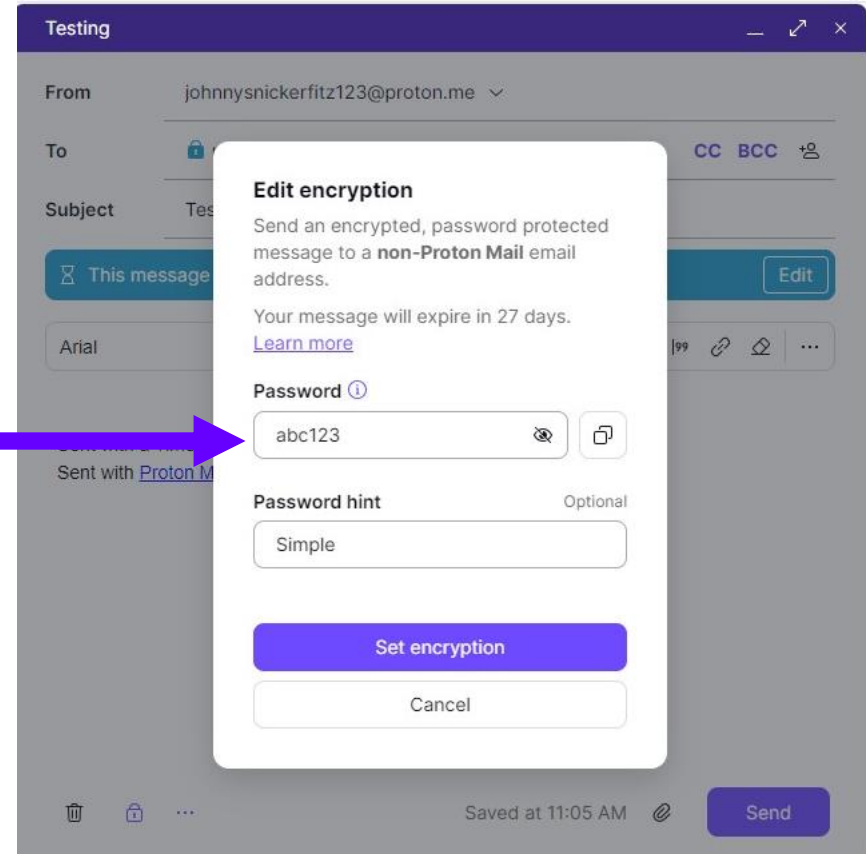 Testing
From johnnysnickerfitz123@proton.me
To CC BCC
Edit encryption
Subject Tes
Send an encrypted, password protected
message to a non-Proton Mail email
address.
This message Edit
Your message will expire in 27 days.
Learn more
Arial
Password
abc123
Sent with Proton M
Password hint Optional
Simple
Set encryption
Cancel
Saved at 11:05 AM Send